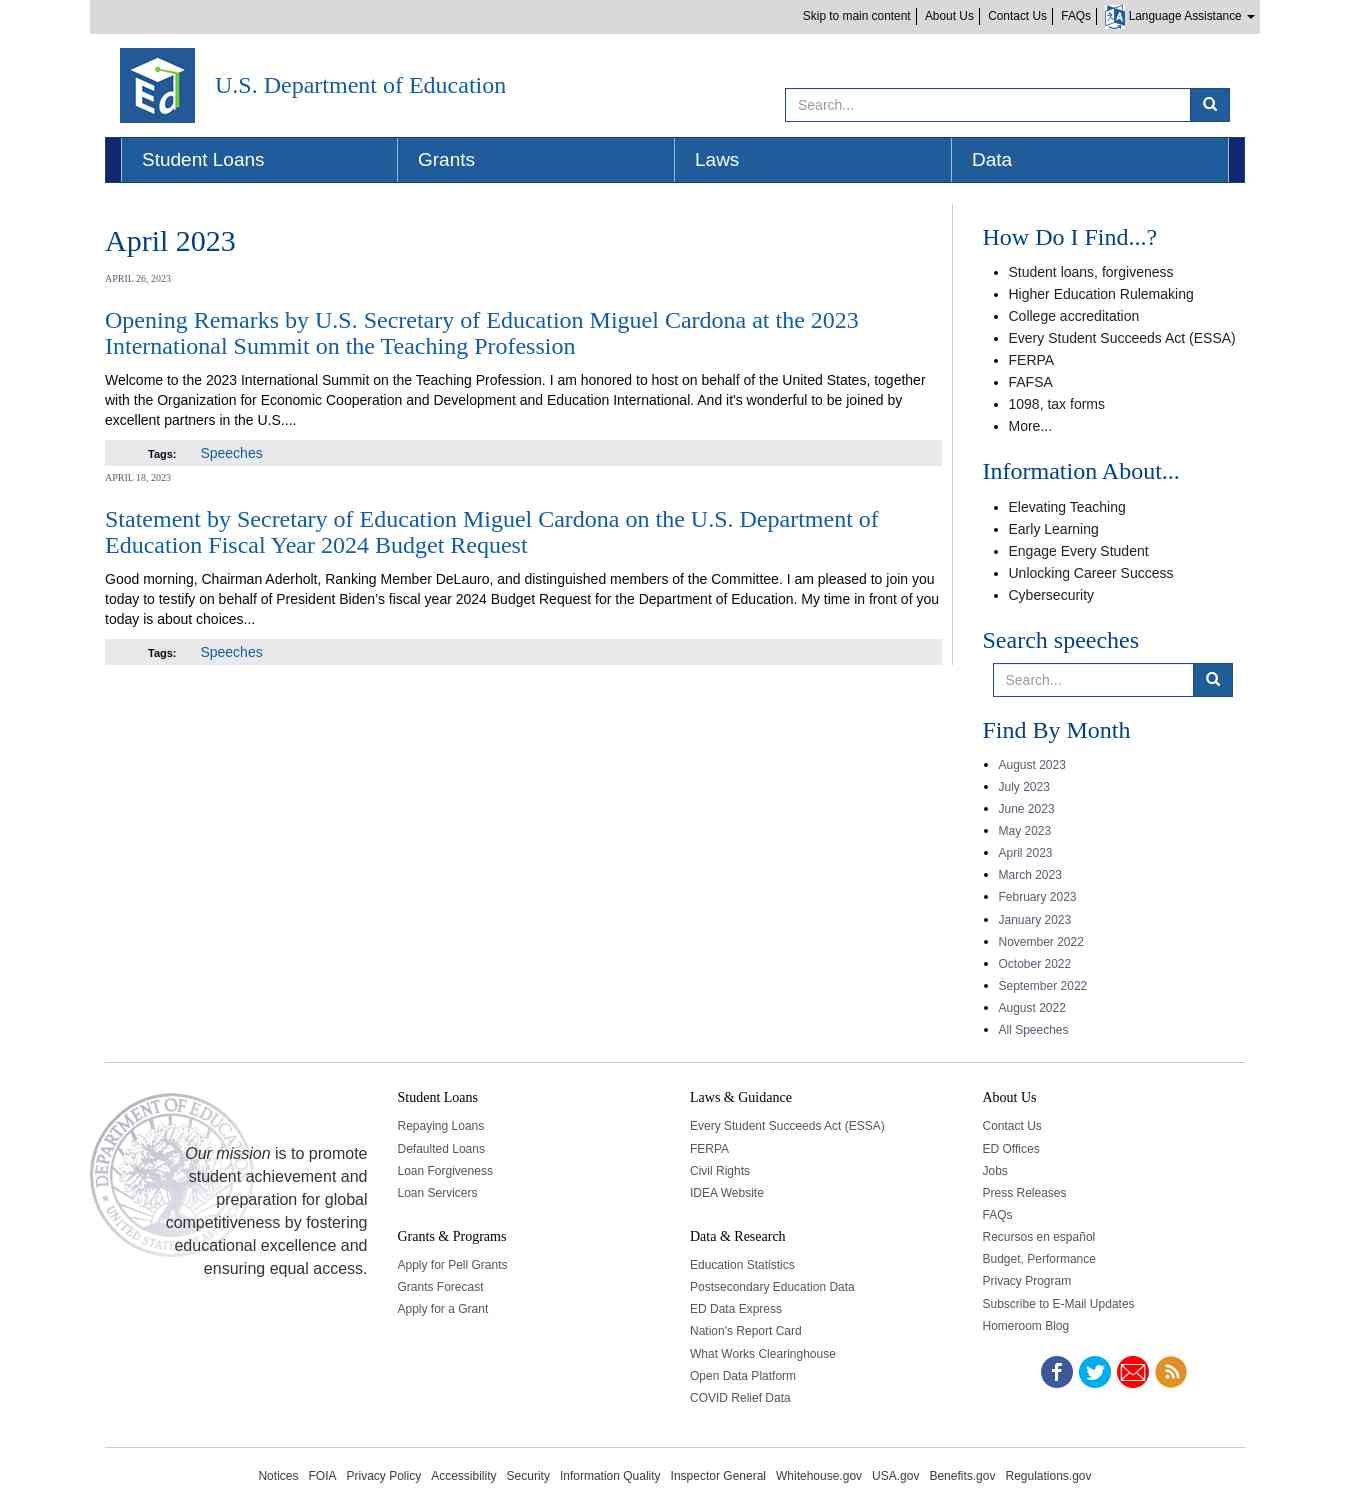 Skip to main content
About Us
Contact Us
FAQs
Language Assistance
Ed
U.S. Department of Education
Search...
Student Loans
Grants
Laws
Data
April 2023
APRIL 26, 2023
Opening Remarks by U.S. Secretary of Education Miguel Cardona at the 2023
International Summit on the Teaching Profession
Welcome to the 2023 International Summit on the Teaching Profession. I am honored to host on behalf of the United States, together
with the Organization for Economic Cooperation and Development and Education International. And it's wonderful to be joined by
excellent partners in the U.S....
Tags: Speeches
APRIL 18, 2023
Statement by Secretary of Education Miguel Cardona on the U.S. Department of
Education Fiscal Year 2024 Budget Request
Good morning, Chairman Aderholt, Ranking Member DeLauro, and distinguished members of the Committee. I am pleased to join you
today to testify on behalf of President Biden's fiscal year 2024 Budget Request for the Department of Education. My time in front of you
today is about choices...
Tags: Speeches
How Do I Find...?
Student loans, forgiveness
Higher Education Rulemaking
College accreditation
Every Student Succeeds Act (ESSA)
FERPA
FAFSA
1098, tax forms
More...
Information About...
Elevating Teaching
Early Learning
Engage Every Student
Unlocking Career Success
Cybersecurity
Search speeches
Search...
Find By Month
August 2023
July 2023
June 2023
May 2023
April 2023
March 2023
February 2023
January 2023
November 2022
October 2022
September 2022
August 2022
All Speeches
Our mission is to promote
student achievement and
preparation for global
competitiveness by fostering
educational excellence and
ensuring equal access.
Student Loans
Repaying Loans
Defaulted Loans
Loan Forgiveness
Loan Servicers
Grants & Programs
Apply for Pell Grants
Grants Forecast
Apply for a Grant
Laws & Guidance
Every Student Succeeds Act (ESSA)
FERPA
Civil Rights
IDEA Website
Data & Research
Education Statistics
Postsecondary Education Data
ED Data Express
Nation's Report Card
What Works Clearinghouse
Open Data Platform
COVID Relief Data
About Us
Contact Us
ED Offices
Jobs
Press Releases
FAQs
Recursos en español
Budget, Performance
Privacy Program
Subscribe to E-Mail Updates
Homeroom Blog
Notices FOIA Privacy Policy Accessibility Security Information Quality Inspector General Whitehouse.gov USA.gov Benefits.gov Regulations.gov